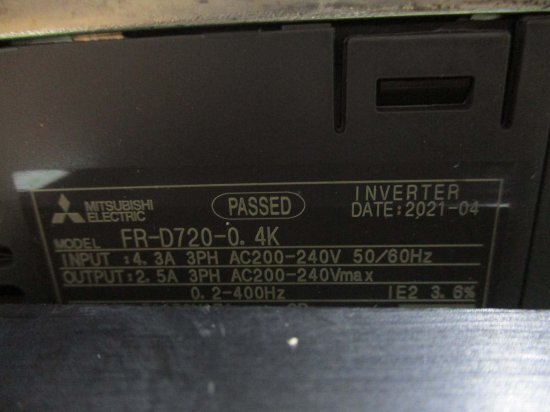 MITSUBISHI
ELECTRIC
PASSED
INVERTER
DATE:2021-04
MODEL FR-D720-0.4K
INPUT :4.3A 3PH AC200-240V 50/60Hz
OUTPUT:2.5A 3PH AC200-240Vmax
0.2-400Hz IE2 3.6%